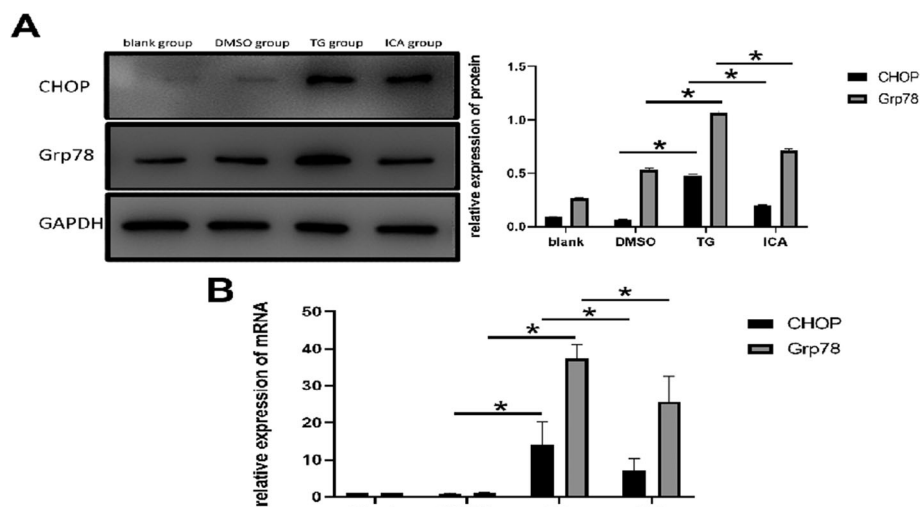 A
blank group DMSO group TG group ICA group
CHOP
Grp78
GAPDH
relative expression of protein
1.5
1.0
0.5
0.0
* * * *
blank DMSO TG ICA
CHOP
Grp78
B
relative expression of mRNA
50
40
30
20
10
0
* * * *
CHOP
Grp78